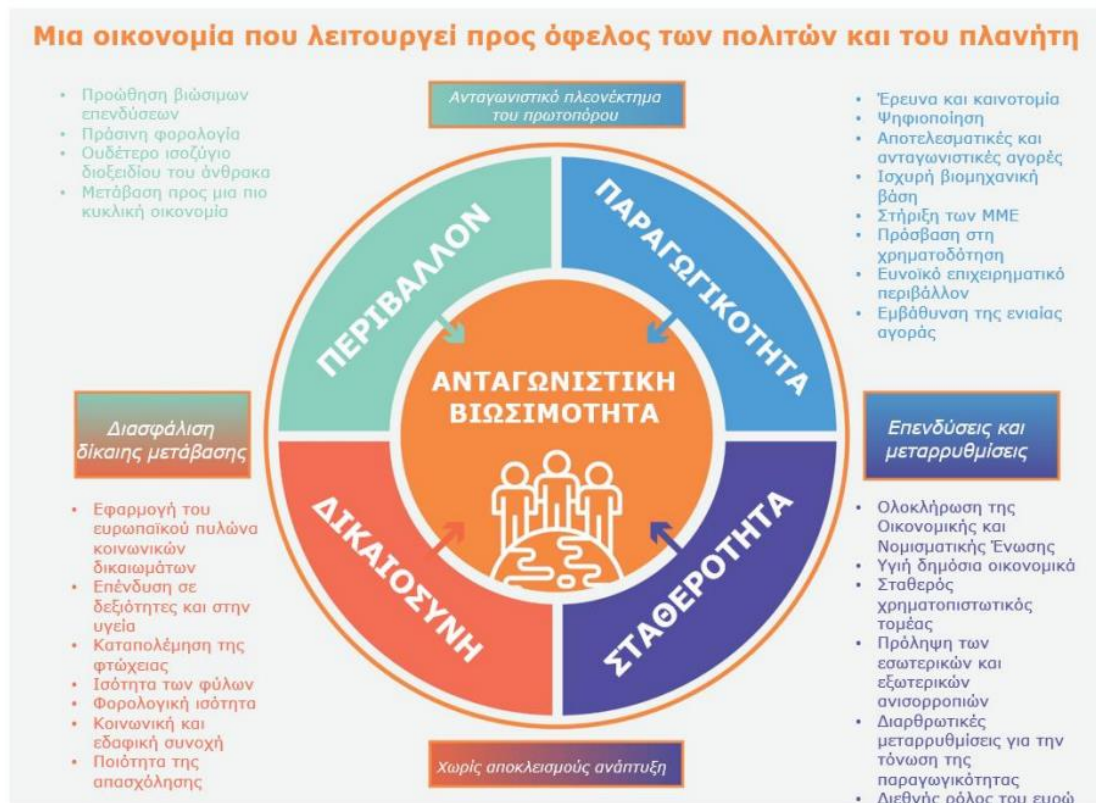 Μια οικονομία που λειτουργεί προς όφελος των πολιτών και του πλανήτη
• Προώθηση βιώσιμων
επενδύσεων
• Πράσινη φορολογία
• Ουδέτερο ισοζύγιο
διοξειδίου του άνθρακα
• Μετάβαση προς μια πιο
κυκλική οικονομία
Ανταγωνιστικό πλεονέκτημα
του πρωτοπόρου
• Έρευνα και καινοτομία
• Ψηφιοποίηση
• Αποτελεσματικές και
ανταγωνιστικές αγορές
• Ισχυρή βιομηχανική
βάση
• Στήριξη των ΜΜΕ
• Πρόσβαση στη
χρηματοδότηση
• Ευνοϊκό επιχειρηματικό
περιβάλλον
• Εμβάθυνση της ενιαίας
αγοράς
ΠΕΡΙΒΑΛΛΟΝ
ΠΑΡΑΓΩΓΙΚΟΤΗΤΑ
ΑΝΤΑΓΩΝΙΣΤΙΚΗ
ΒΙΩΣΙΜΟΤΗΤΑ
ΔΙΚΑΙΟΣΥΝΗ
ΣΤΑΘΕΡΟΤΗΤΑ
Διασφάλιση
δίκαιης μετάβασης
Επενδύσεις και
μεταρρυθμίσεις
• Εφαρμογή του
ευρωπαϊκού πυλώνα
κοινωνικών
δικαιωμάτων
• Επένδυση σε
δεξιότητες και στην
υγεία
• Καταπολέμηση της
φτώχειας
• Ισότητα των φύλων
• Φορολογική ισότητα
• Κοινωνική και
εδαφική συνοχή
• Ποιότητα της
απασχόλησης
Χωρίς αποκλεισμούς ανάπτυξη
• Ολοκλήρωση της
Οικονομικής και
Νομισματικής Ένωσης
• Υγιή δημόσια οικονομικά
• Σταθερός
χρηματοπιστωτικός
τομέας
• Πρόληψη των
εσωτερικών και
εξωτερικών
ανισορροπιών
• Διαρθρωτικές
μεταρρυθμίσεις για την
τόνωση της
παραγωγικότητας
• Διεθνής ρόλος του ευρώ